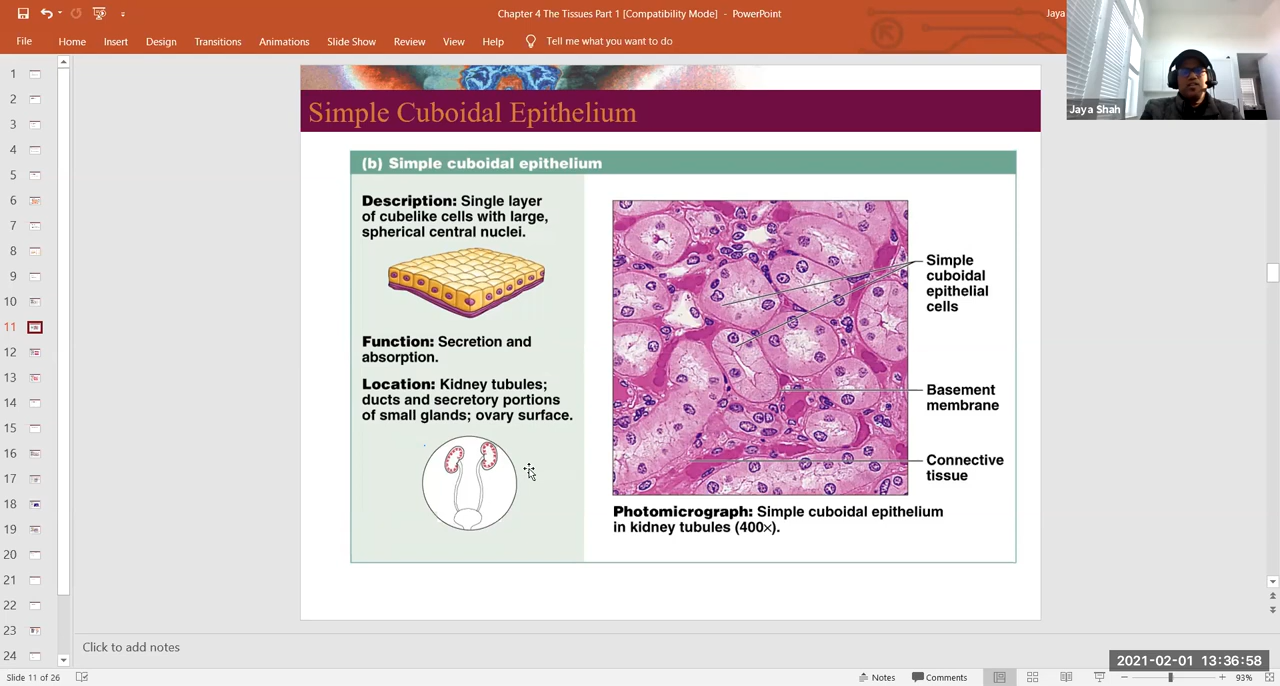 Chapter 4 The Tissues Part 1 [Compatibility Mode] - PowerPoint
Jaya
File Home Insert Design Transitions Animations Slide Show Review View Help Tell me what you want to do
Jaya Shah
1
2
3
4
5
6
7
8
9
10
11
12
13
14
15
16
17
18
19
20
21
22
23
24
Simple Cuboidal Epithelium
(b) Simple cuboidal epithelium
Description: Single layer
of cubelike cells with large,
spherical central nuclei.
Function: Secretion and
absorption.
Location: Kidney tubules;
ducts and secretory portions
of small glands; ovary surface.
Simple
cuboidal
epithelial
cells
Basement
membrane
Connective
tissue
Photomicrograph: Simple cuboidal epithelium
in kidney tubules (400×).
Click to add notes
2021-02-01 13:36:58
Slide 11 of 26 Notes Comments 93%